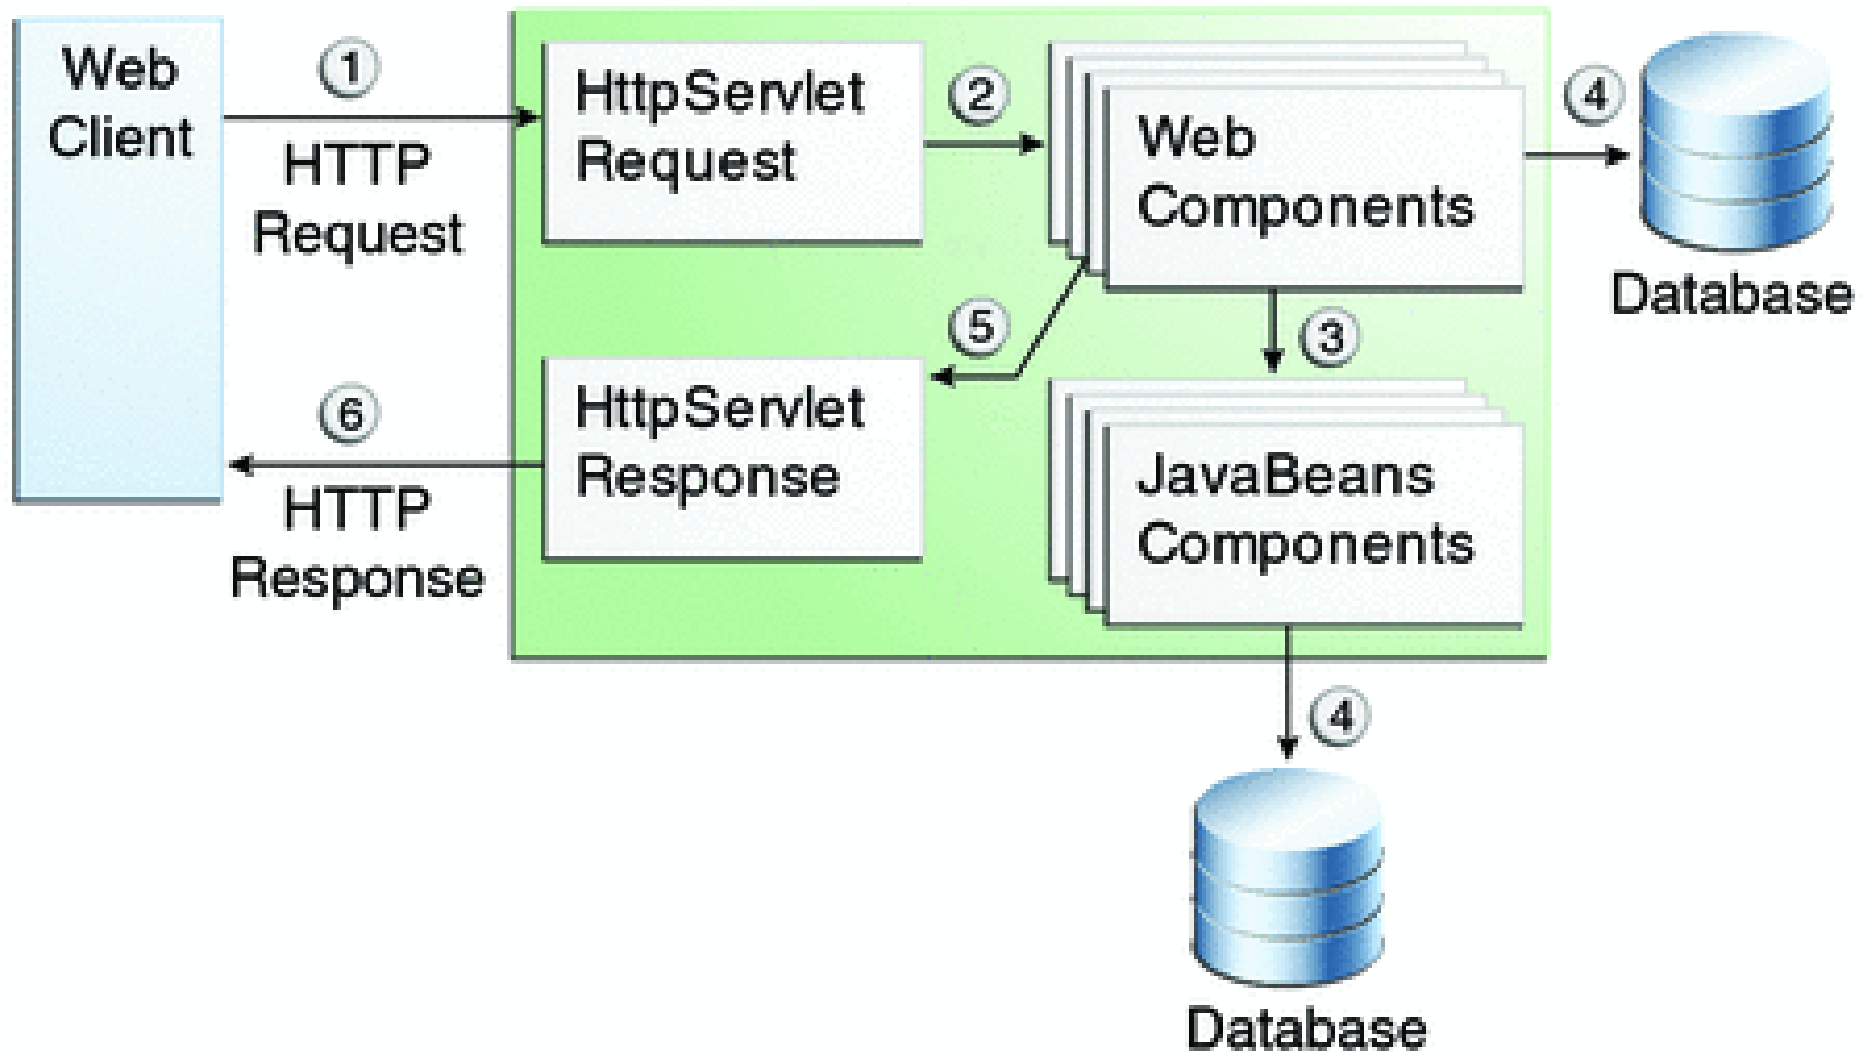 Web
Client
1
HTTP
Request
HttpServlet
Request
2
Web
Components
4
Database
3
5
HttpServlet
Response
6
HTTP
Response
JavaBeans
Components
4
Database